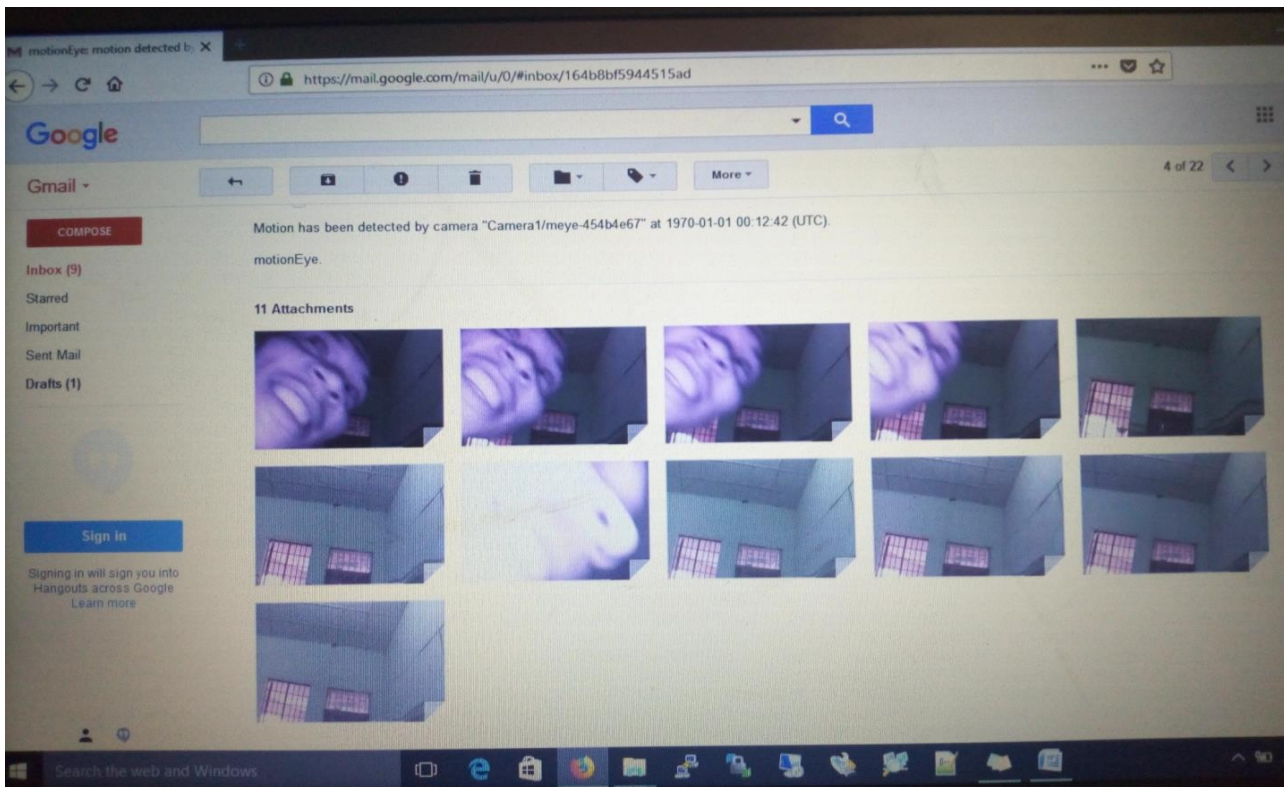 motionEye: motion detected by
https://mail.google.com/mail/u/0/#inbox/164b8bf5944515ad
Google
Gmail
More
4 of 22
COMPOSE
Motion has been detected by camera "Camera1/meye-454b4e67" at 1970-01-01 00:12:42 (UTC).
motionEye.
Inbox (9)
Starred
Important
Sent Mail
Drafts (1)
11 Attachments
Sign in
Signing in will sign you into
Hangouts across Google
Learn more
Search the web and Windows